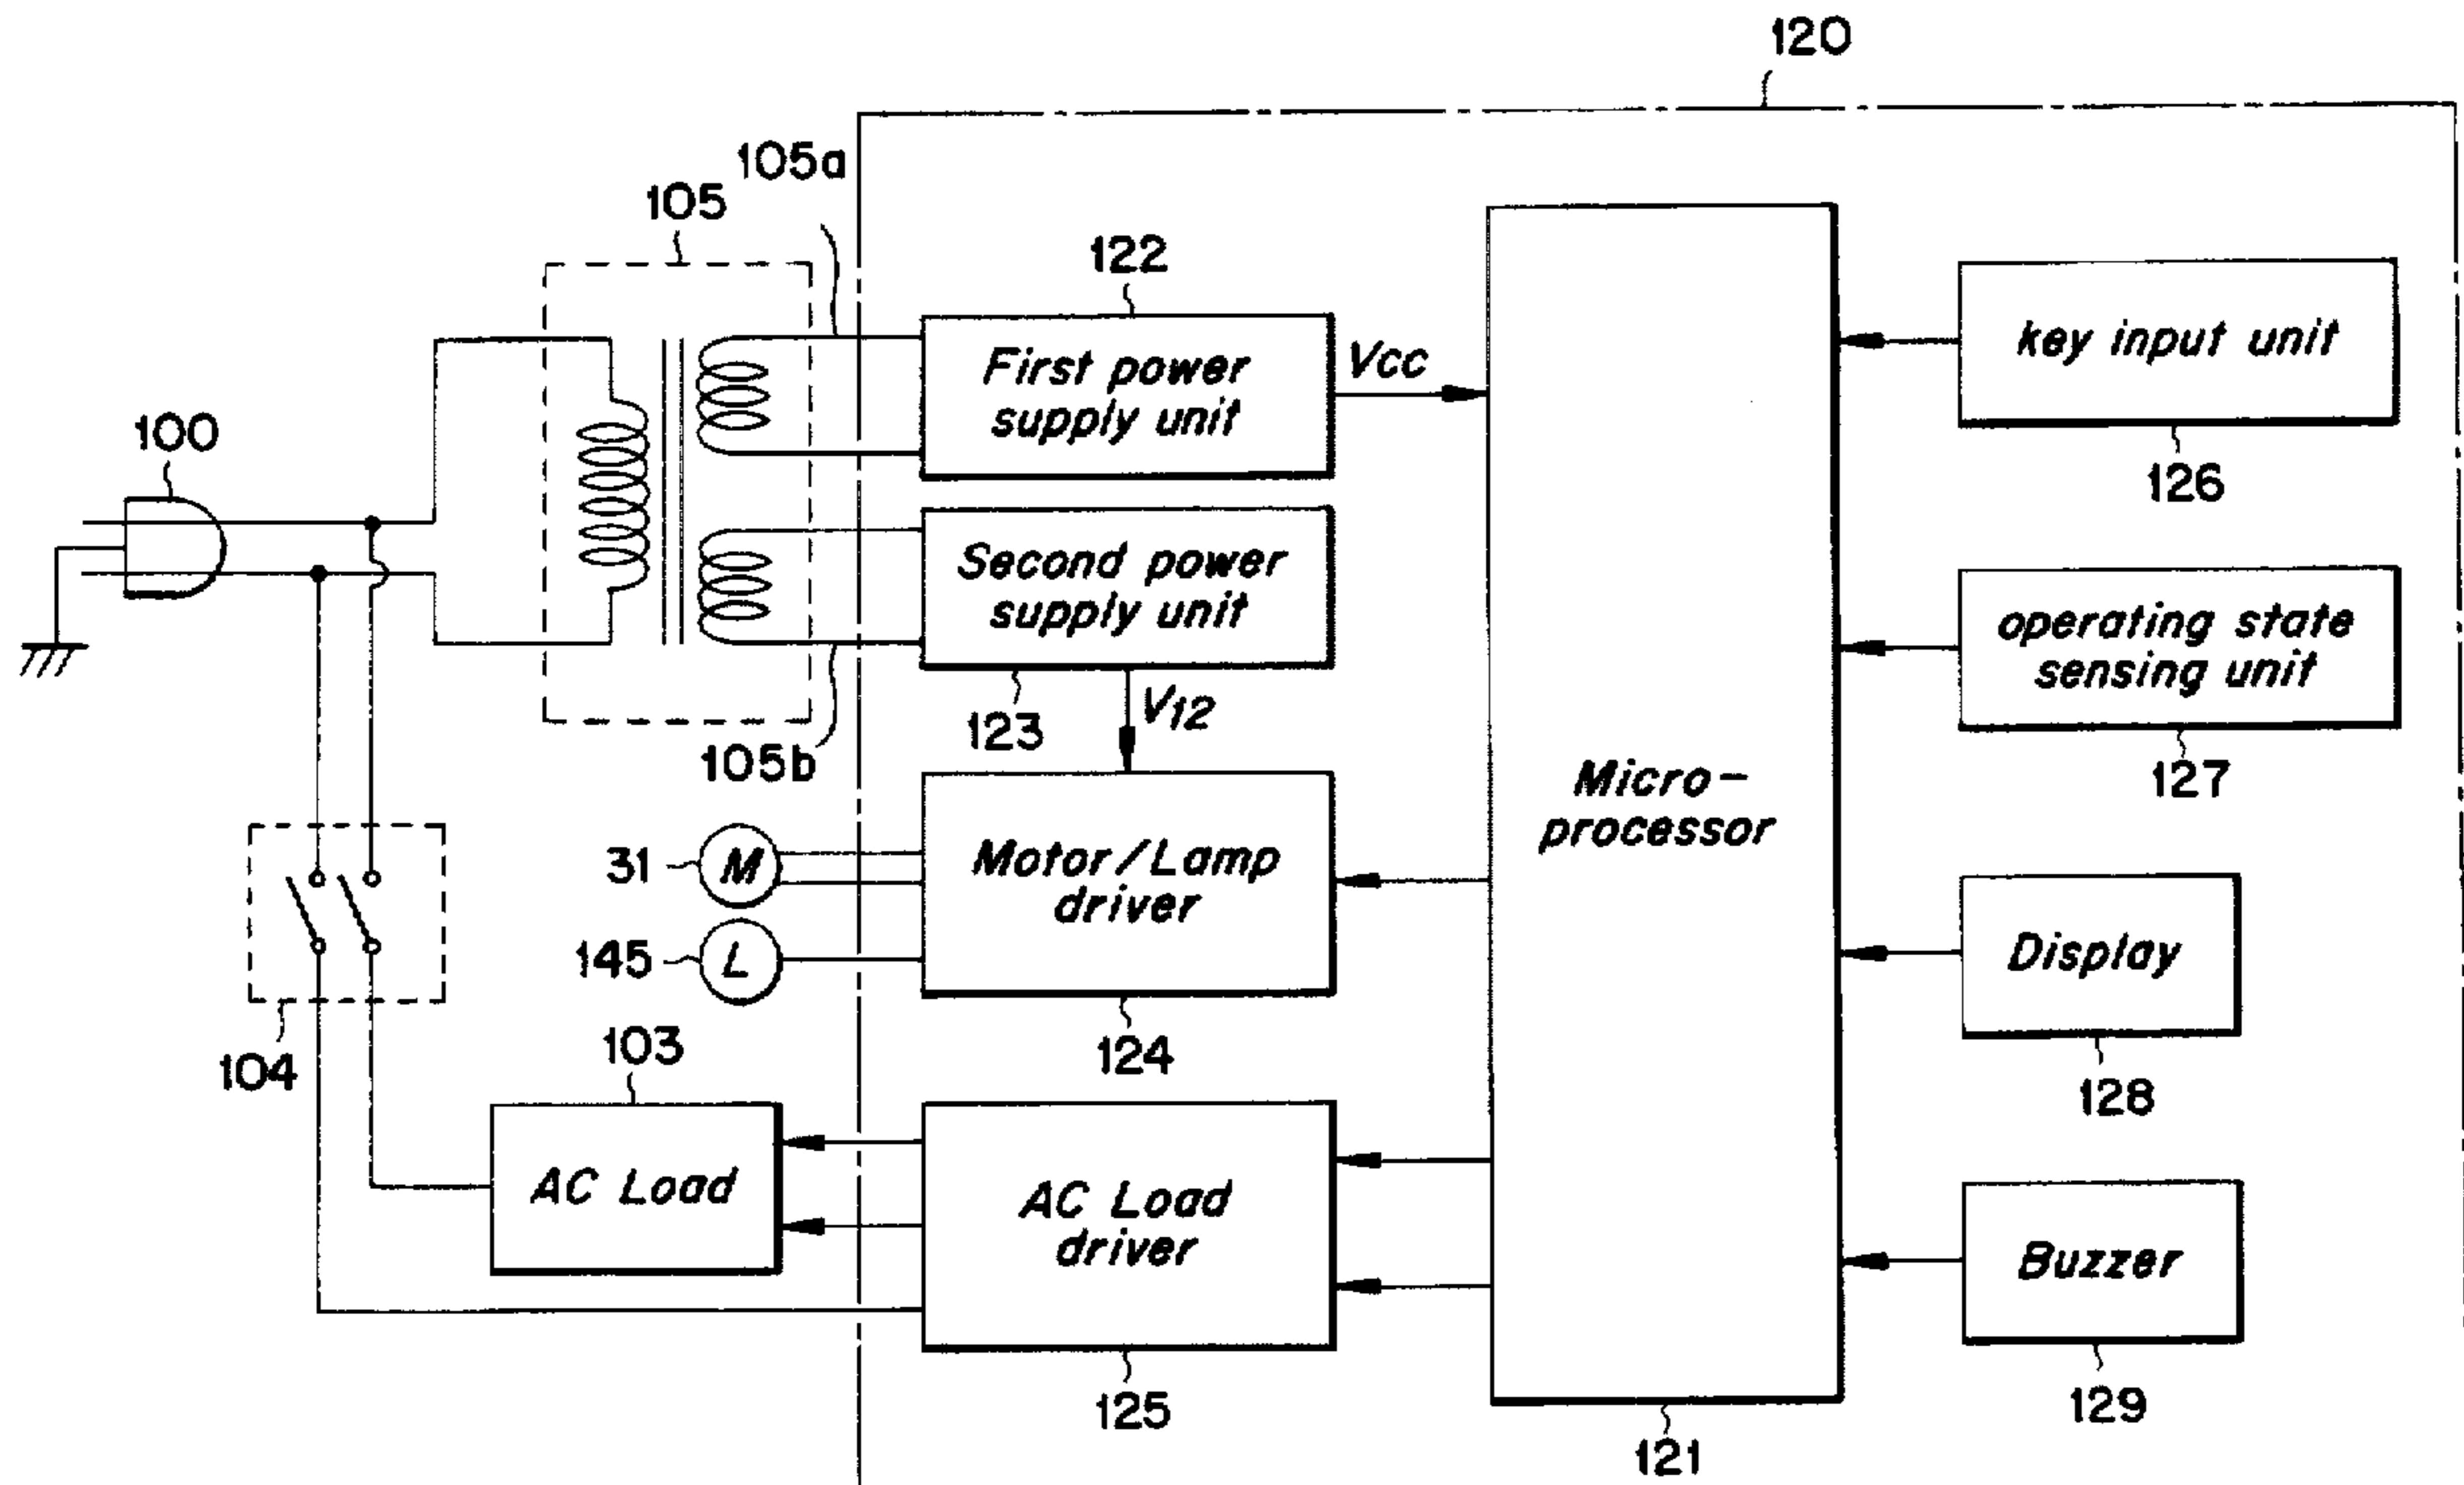 120
105a
105
122
100
First power
supply unit
Vcc
key input unit
126
Second power
supply unit
123
V12
105b
operating state
sensing unit
127
Micro-
processor
31
M
Motor/Lamp
driver
145
L
124
Display
128
104
103
AC Load
AC Load
driver
125
Buzzer
129
121